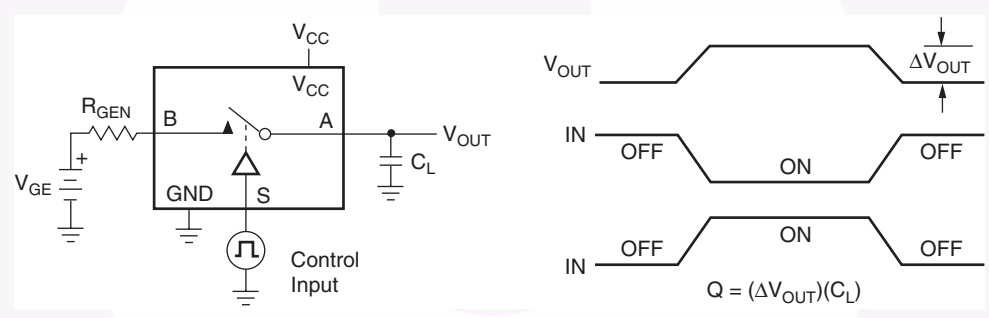 V_CC
V_CC
R_GEN
B
A
V_OUT
+
V_GE
C_L
GND
S
Control
Input
V_OUT
ΔV_OUT
IN
OFF
ON
OFF
IN
OFF
ON
OFF
Q = (ΔV_OUT)(C_L)